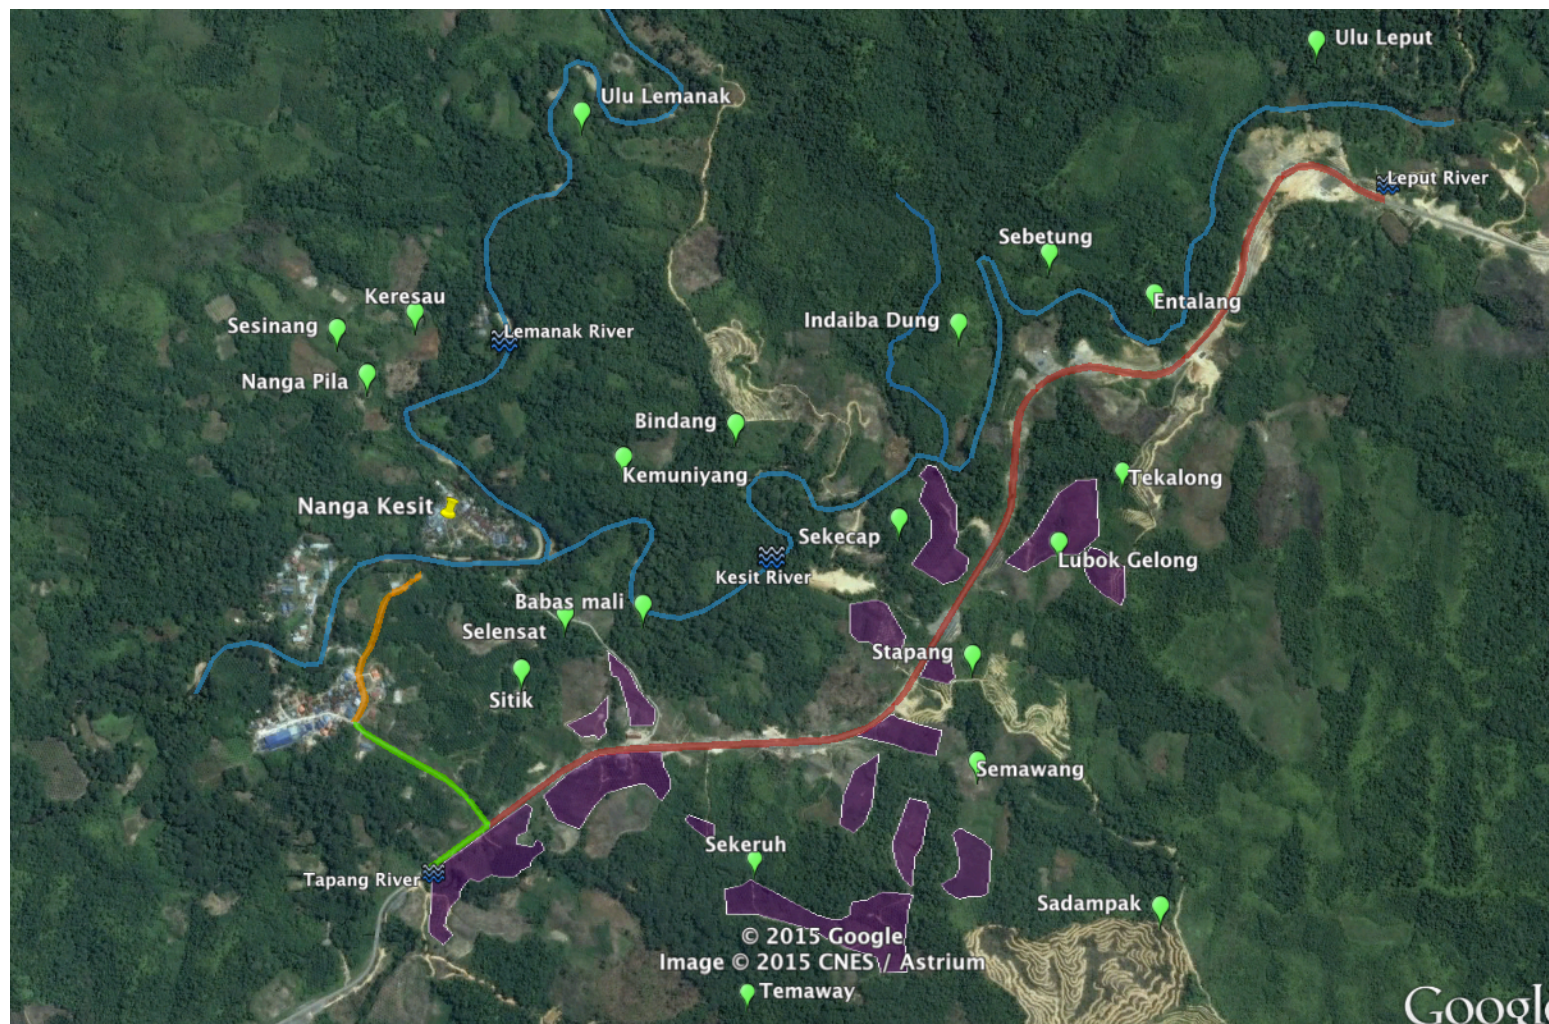 Ulu Leput
Ulu Lemanak
Leput River
Sebetung
Keresau
Entalang
Sesinang
Indaiba Dung
Lemanak River
Nanga Pila
Bindang
Kemuniyang
Tekalong
Nanga Kesit
Sekecap
Lubok Gelong
Kesit River
Babas mali
Selensat
Stapang
Sitik
Semawang
Sekeruh
Tapang River
Sadampak
© 2015 Google
Image © 2015 CNES / Astrium
Temaway
Google